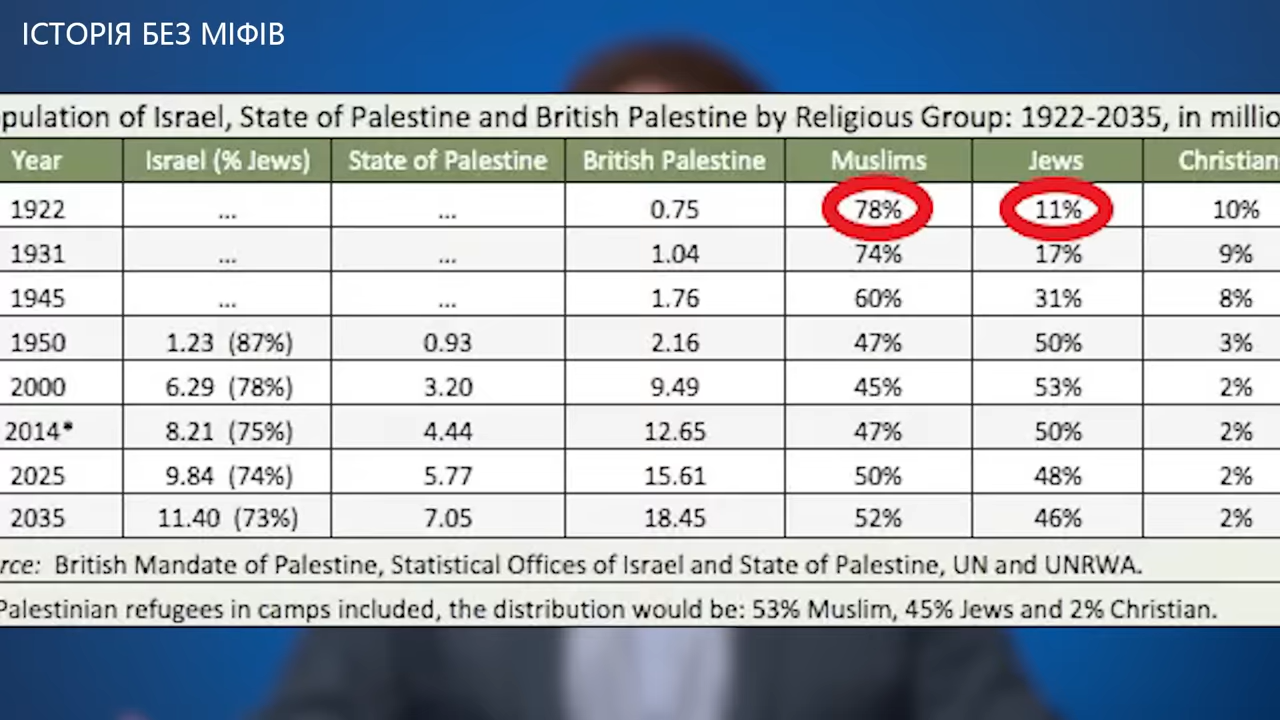 ІСТОРІЯ БЕЗ МІФІВ
pulation of Israel, State of Palestine and British Palestine by Religious Group: 1922-2035, in millio
Year Israel (% Jews) State of Palestine British Palestine Muslims Jews Christian
1922 ... ... 0.75 78% 11% 10%
1931 ... ... 1.04 74% 17% 9%
1945 ... ... 1.76 60% 31% 8%
1950 1.23 (87%) 0.93 2.16 47% 50% 3%
2000 6.29 (78%) 3.20 9.49 45% 53% 2%
2014* 8.21 (75%) 4.44 12.65 47% 50% 2%
2025 9.84 (74%) 5.77 15.61 50% 48% 2%
2035 11.40 (73%) 7.05 18.45 52% 46% 2%
rce: British Mandate of Palestine, Statistical Offices of Israel and State of Palestine, UN and UNRWA.
Palestinian refugees in camps included, the distribution would be: 53% Muslim, 45% Jews and 2% Christian.